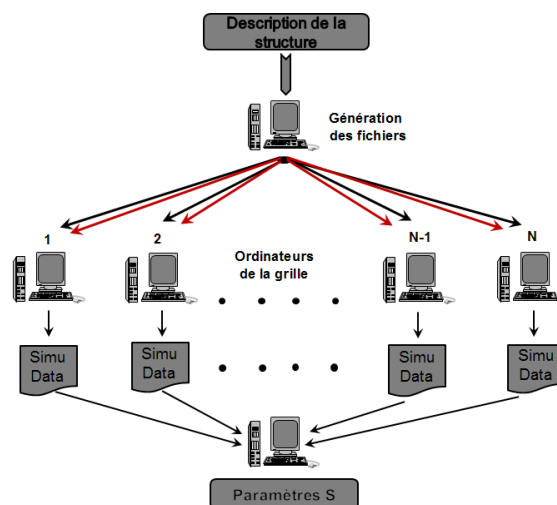 Description de la
structure
Génération
des fichiers
1
2
N-1
N
Ordinateurs
de la grille
Simu
Data
Simu
Data
Simu
Data
Simu
Data
Paramètres S